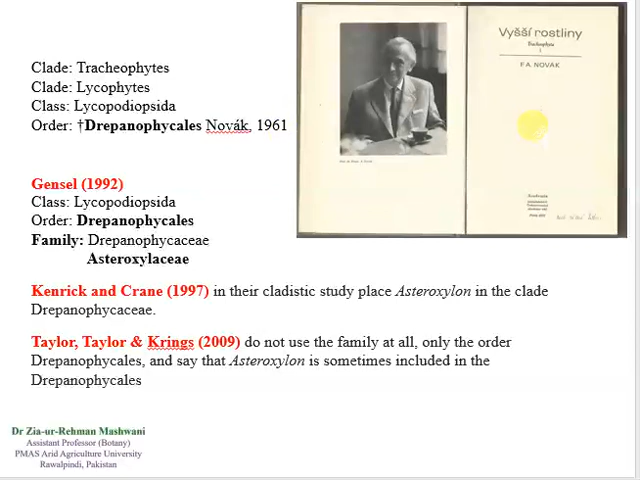 Clade: Tracheophytes
Clade: Lycophytes
Class: Lycopodiopsida
Order: †Drepanophycales Novák, 1961
Vyšší rostliny
Tracheophyta
1
F.A. NOVÁK
Gensel (1992)
Class: Lycopodiopsida
Order: Drepanophycales
Family: Drepanophycaceae
Asteroxylaceae
Kenrick and Crane (1997) in their cladistic study place Asteroxylon in the clade
Drepanophycaceae.
Taylor, Taylor & Krings (2009) do not use the family at all, only the order
Drepanophycales, and say that Asteroxylon is sometimes included in the
Drepanophycales
Dr Zia-ur-Rehman Mashwani
Assistant Professor (Botany)
PMAS Arid Agriculture University
Rawalpindi, Pakistan